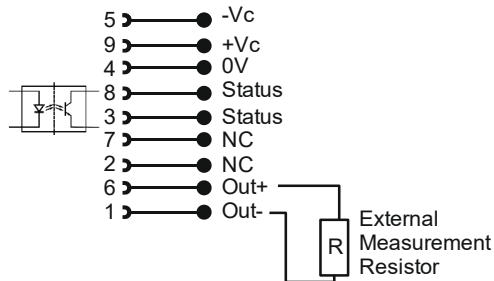 5 -Vc
9 +Vc
4 0V
8 Status
3 Status
7 NC
2 NC
6 Out+
1 Out-
R
External
Measurement
Resistor